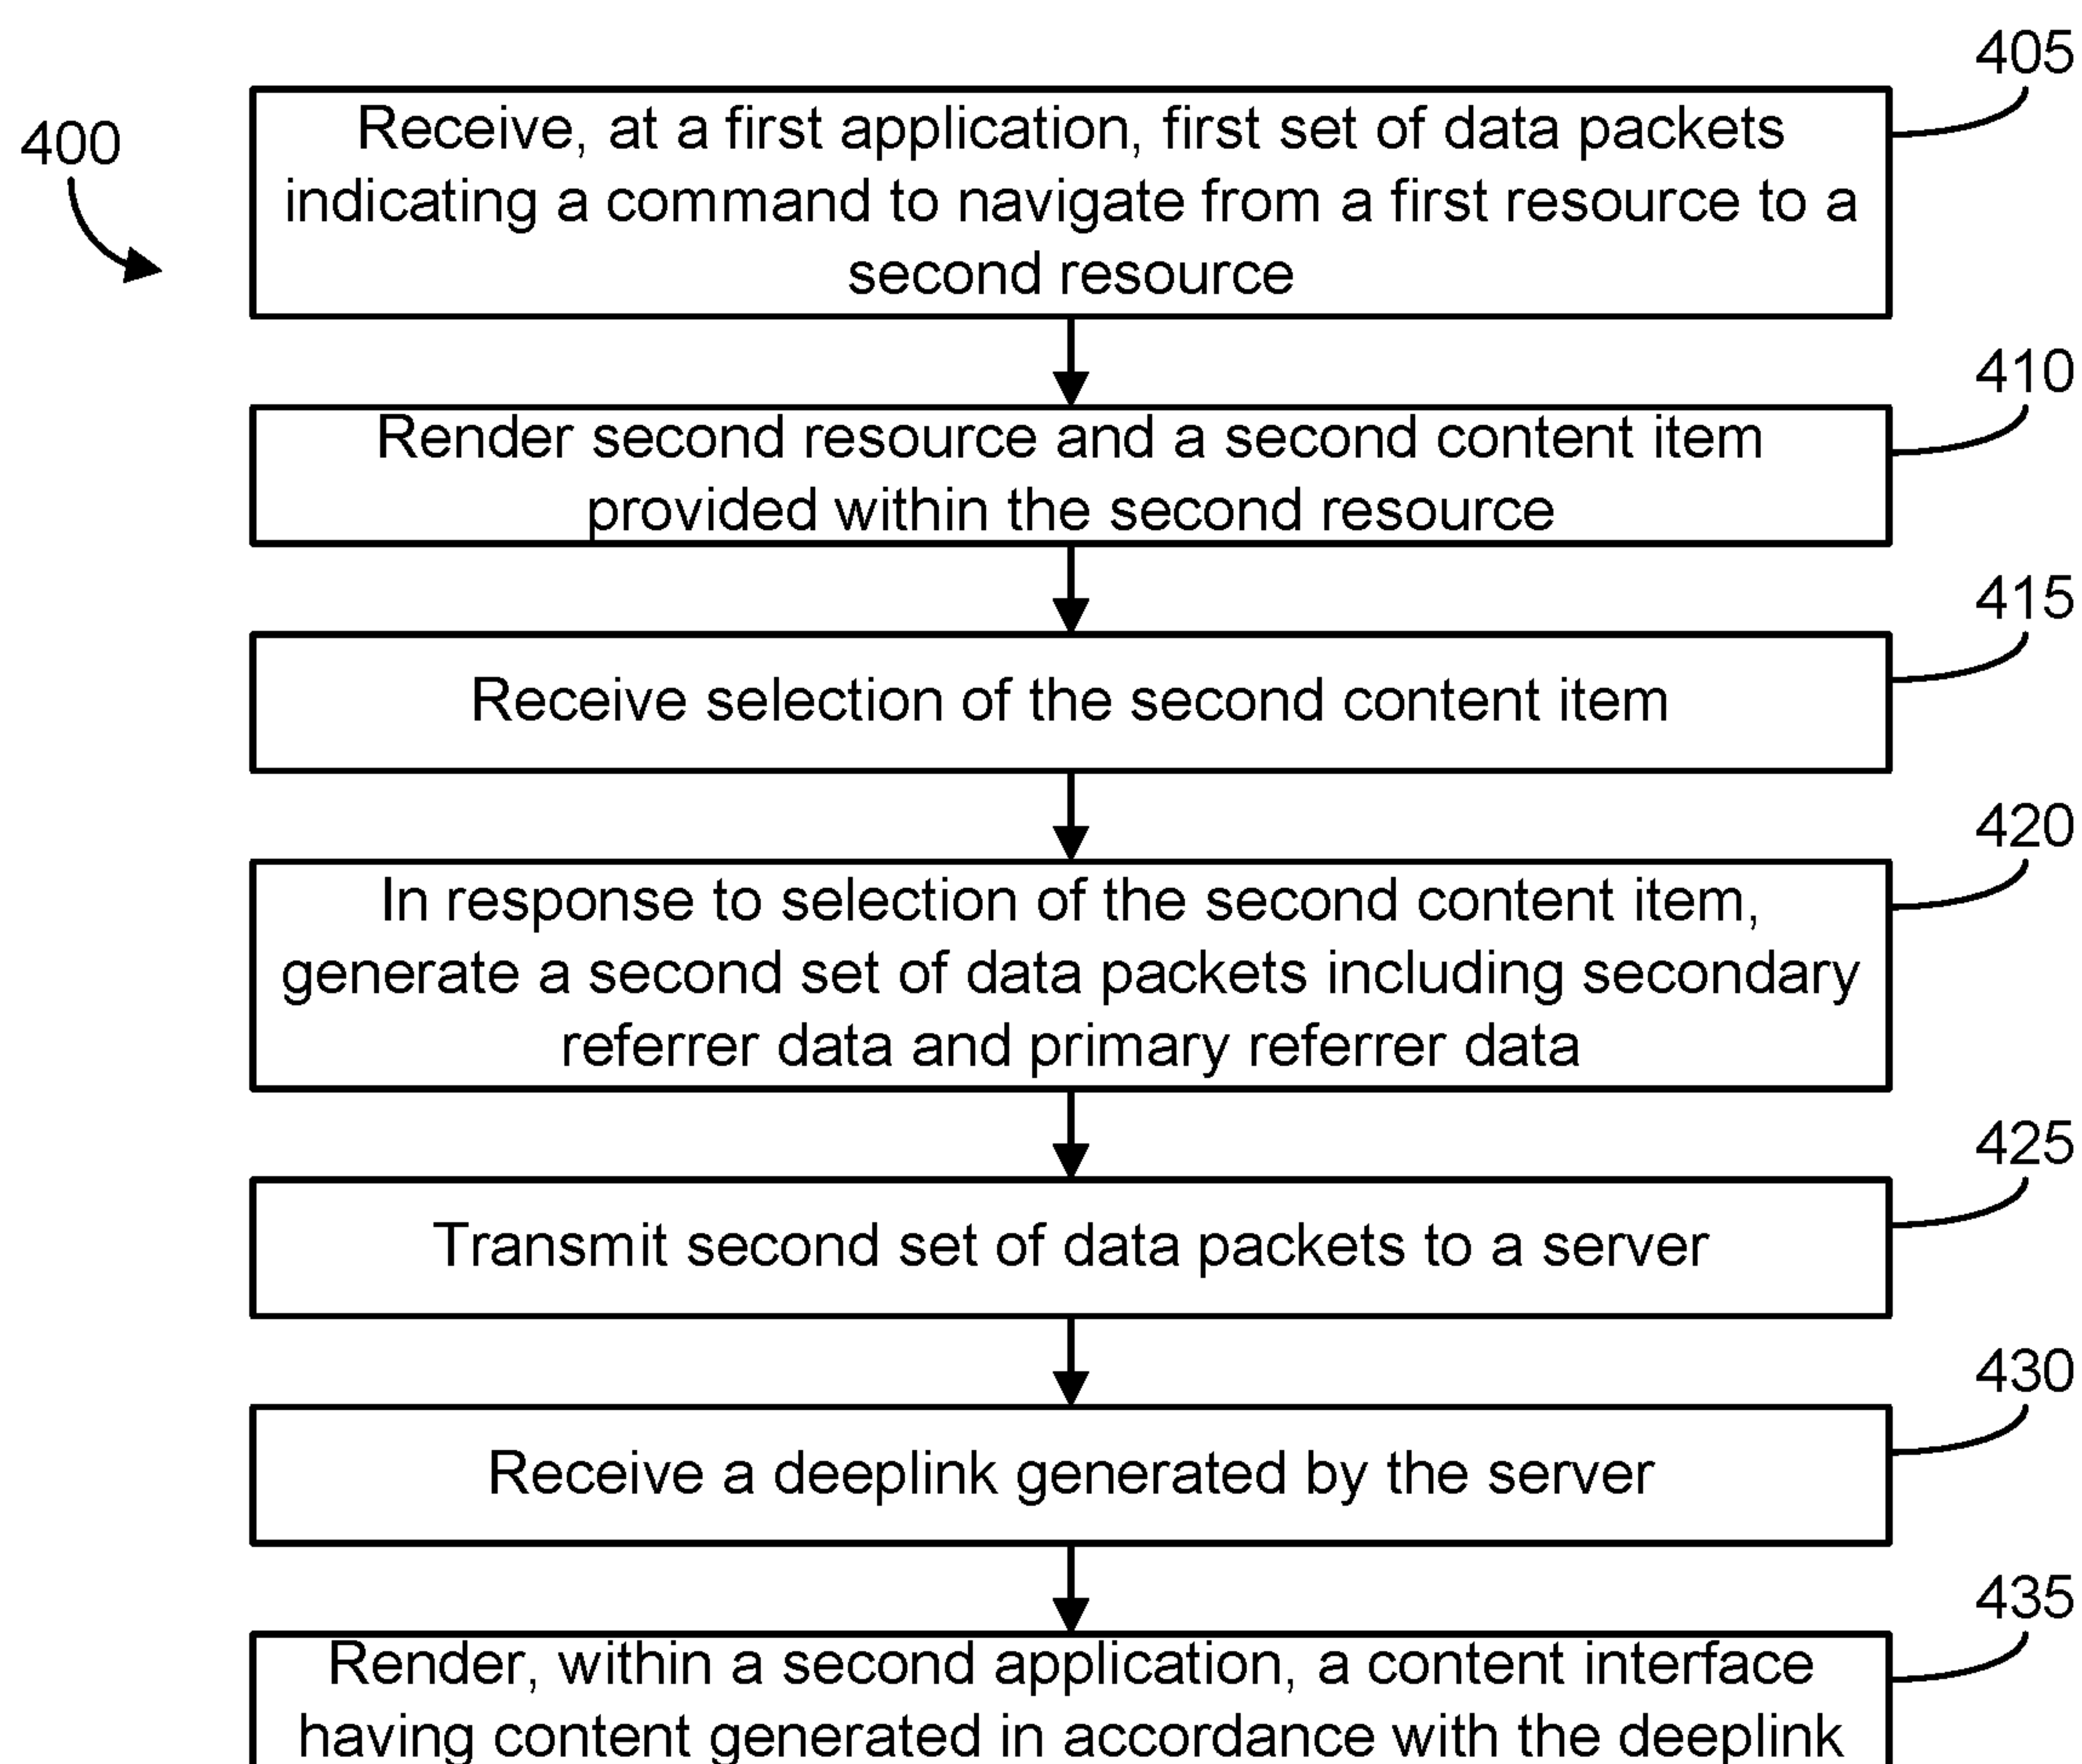 405
400
Receive, at a first application, first set of data packets
indicating a command to navigate from a first resource to a
second resource
410
Render second resource and a second content item
provided within the second resource
415
Receive selection of the second content item
420
In response to selection of the second content item,
generate a second set of data packets including secondary
referrer data and primary referrer data
425
Transmit second set of data packets to a server
430
Receive a deeplink generated by the server
435
Render, within a second application, a content interface
having content generated in accordance with the deeplink